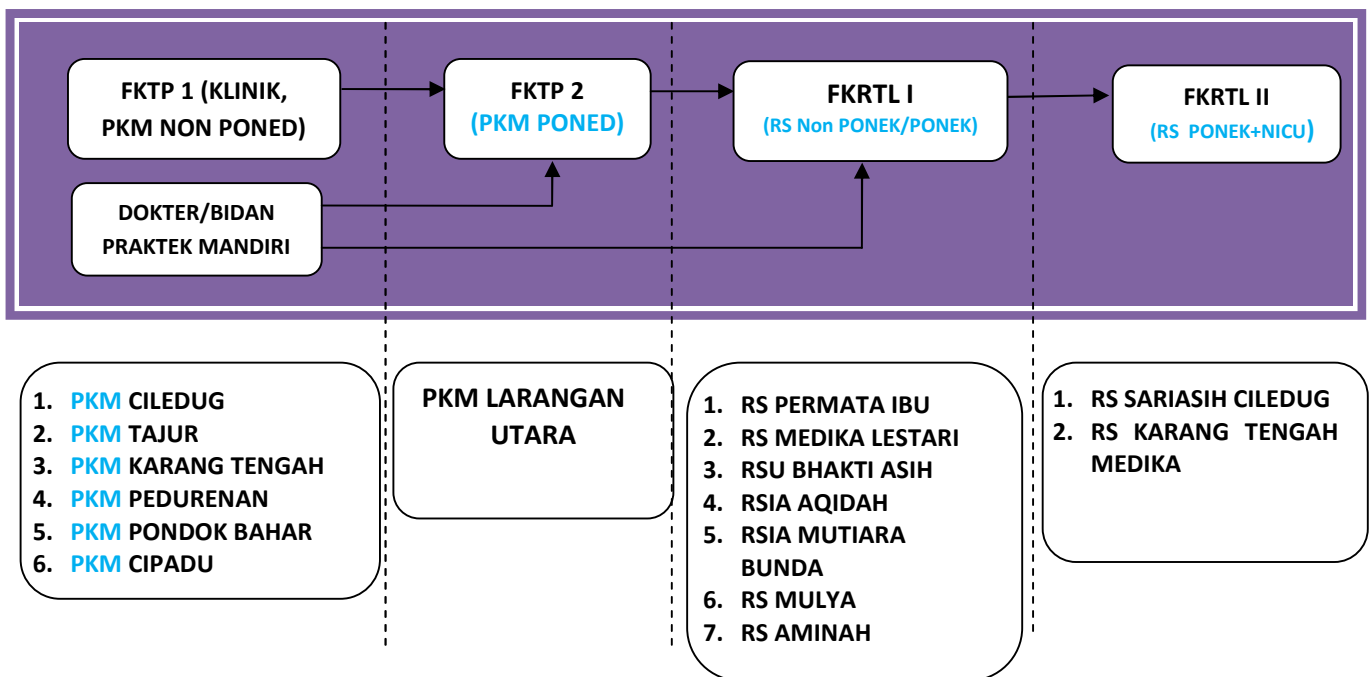 FKTP 1 (KLINIK,
PKM NON PONED)
FKTP 2
(PKM PONED)
FKRTL I
(RS Non PONEK/PONEK)
FKRTL II
(RS PONEK+NICU)
DOKTER/BIDAN
PRAKTEK MANDIRI
1. PKM CILEDUG
2. PKM TAJUR
3. PKM KARANG TENGAH
4. PKM PEDURENAN
5. PKM PONDOK BAHAR
6. PKM CIPADU
PKM LARANGAN
UTARA
1. RS PERMATA IBU
2. RS MEDIKA LESTARI
3. RSU BHAKTI ASIH
4. RSIA AQIDAH
5. RSIA MUTIARA
BUNDA
6. RS MULYA
7. RS AMINAH
1. RS SARIASIH CILEDUG
2. RS KARANG TENGAH
MEDIKA